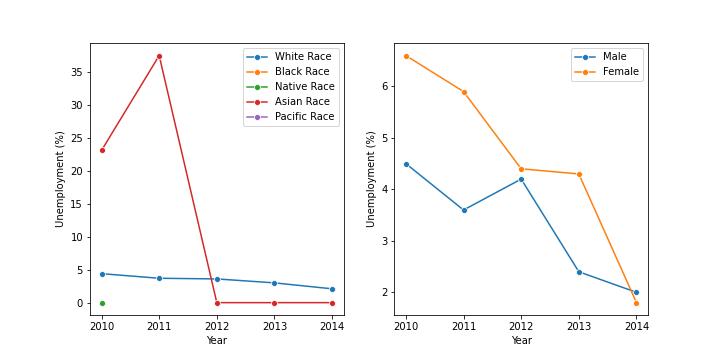 White Race
Black Race
Native Race
Asian Race
Pacific Race
35
30
25
20
15
10
5
0
Unemployment (%)
2010 2011 2012 2013 2014
Year
Male
Female
6
5
4
3
2
Unemployment (%)
2010 2011 2012 2013 2014
Year